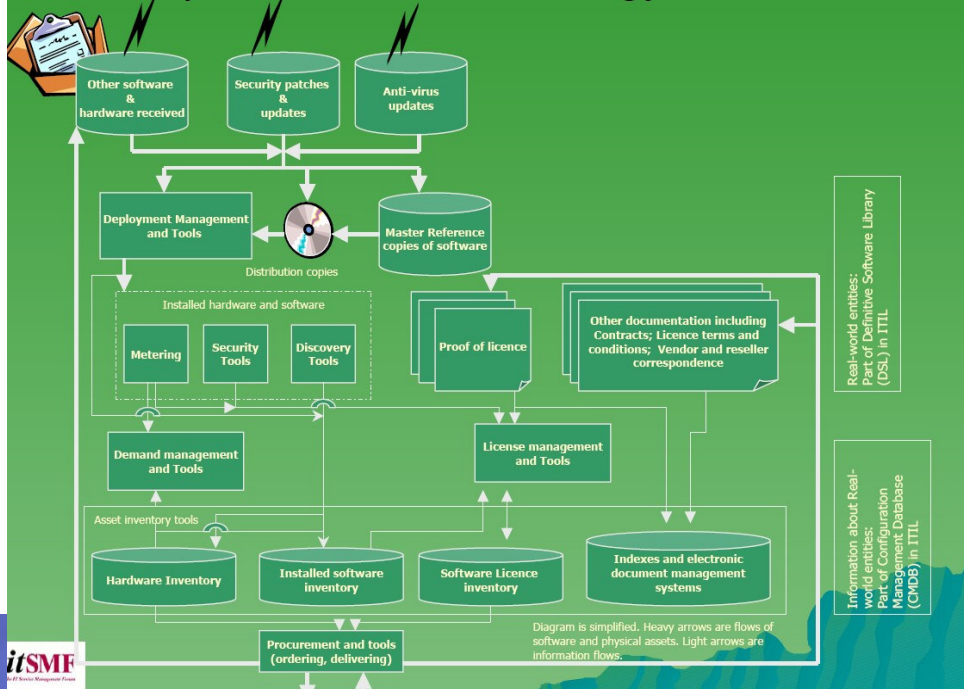 Other software
&
hardware received
Security patches
&
updates
Anti-virus
updates
Deployment Management
and Tools
Master Reference
copies of software
Distribution copies
Installed hardware and software
Metering
Security
Tools
Discovery
Tools
Proof of licence
Other documentation including
Contracts; Licence terms and
conditions; Vendor and reseller
correspondence
Real-world entities:
Part of Definitive Software Library
(DSL) in ITIL
Demand management
and Tools
License management
and Tools
Asset inventory tools
Hardware Inventory
Installed software
inventory
Software Licence
inventory
Indexes and electronic
document management
systems
Information about Real-
world entities:
Part of Configuration
Management Database
(CMDB) in ITIL
Diagram is simplified. Heavy arrows are flows of
software and physical assets. Light arrows are
information flows.
Procurement and tools
(ordering, delivering)
itSMF
IT Service Management Forum